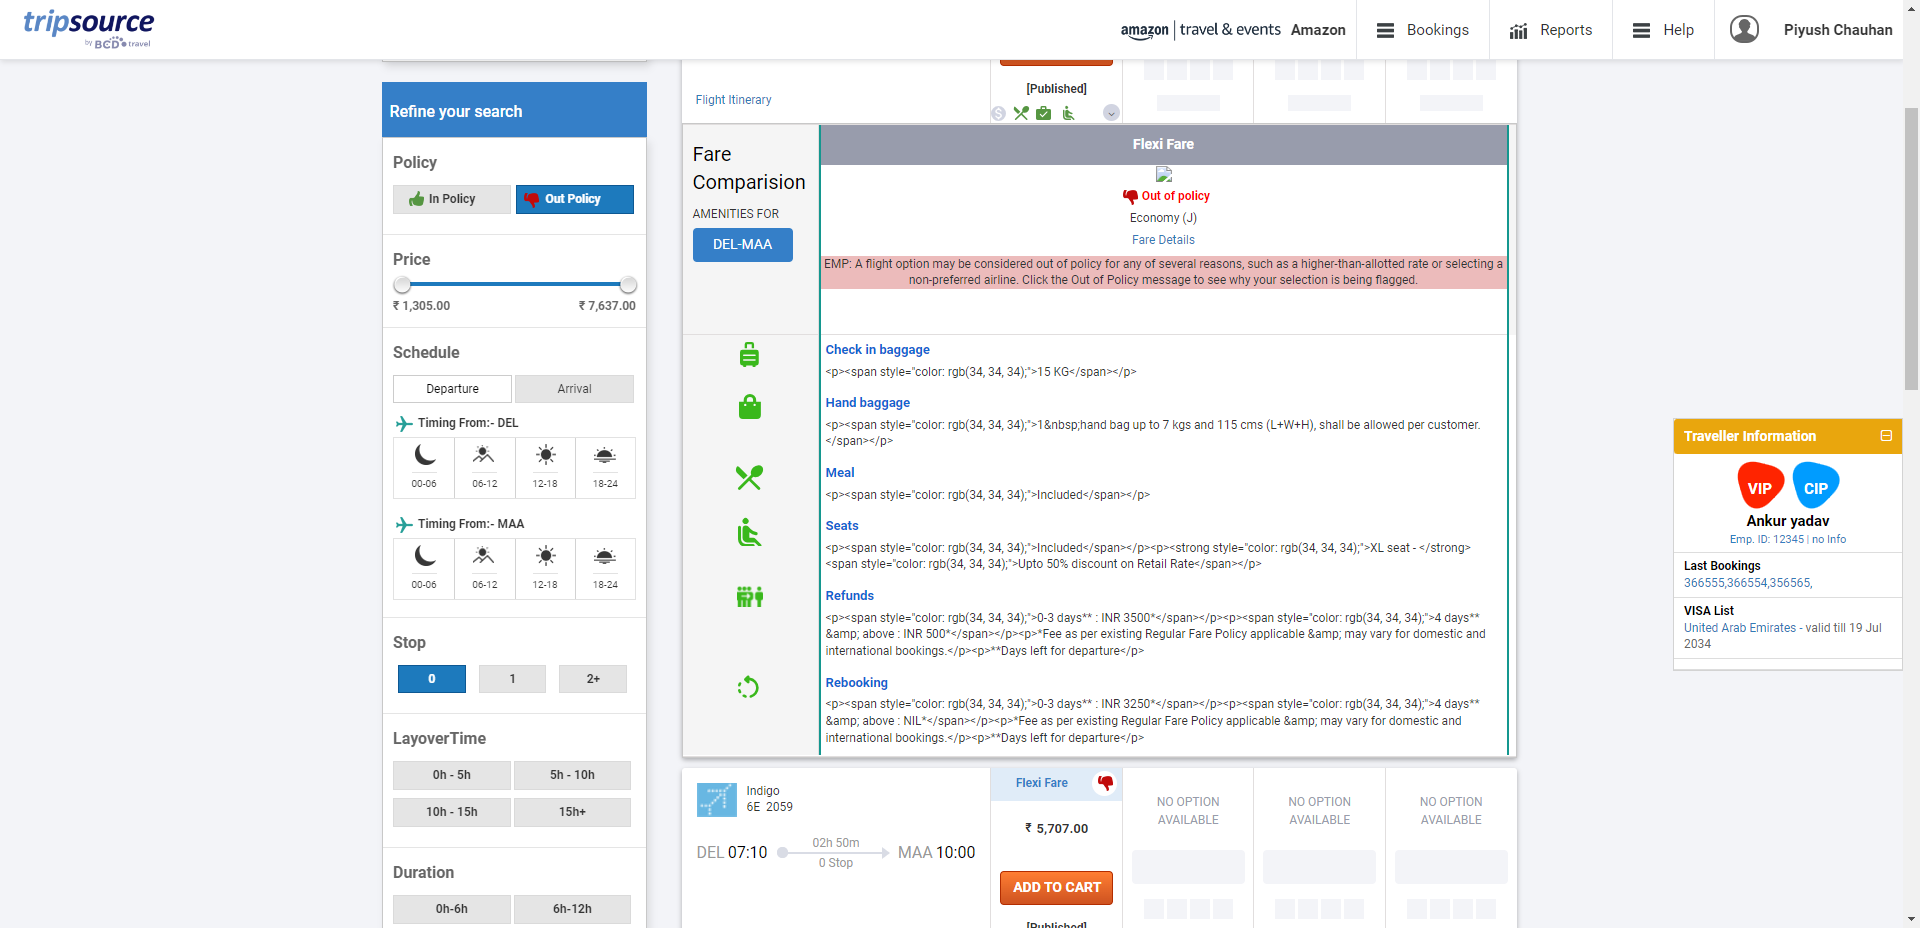 tripsource
by BCD travel
amazon | travel & events Amazon
Bookings
Reports
Help
Piyush Chauhan
Refine your search
Policy
In Policy
Out Policy
Price
₹ 1,305.00
₹ 7,637.00
Schedule
Departure
Arrival
Timing From:- DEL
00-06
06-12
12-18
18-24
Timing From:- MAA
00-06
06-12
12-18
18-24
Stop
0
1
2+
LayoverTime
0h - 5h
5h - 10h
10h - 15h
15h+
Duration
0h-6h
6h-12h
Flight Itinerary
[Published]
Fare
Comparision
AMENITIES FOR
DEL-MAA
Flexi Fare
Out of policy
Economy (J)
Fare Details
EMP: A flight option may be considered out of policy for any of several reasons, such as a higher-than-allotted rate or selecting a
non-preferred airline. Click the Out of Policy message to see why your selection is being flagged.
Check in baggage
<p><span style="color: rgb(34, 34, 34);">15 KG</span></p>
Hand baggage
<p><span style="color: rgb(34, 34, 34);">1&nbsp;hand bag up to 7 kgs and 115 cms (L+W+H), shall be allowed per customer.
</span></p>
Meal
<p><span style="color: rgb(34, 34, 34);">Included</span></p>
Seats
<p><span style="color: rgb(34, 34, 34);">Included</span></p><p><strong style="color: rgb(34, 34, 34);">XL seat - </strong>
<span style="color: rgb(34, 34, 34);">Upto 50% discount on Retail Rate</span></p>
Refunds
<p><span style="color: rgb(34, 34, 34);">0-3 days** : INR 3500*</span></p><p><span style="color: rgb(34, 34, 34);">4 days**
&amp; above : INR 500*</span></p><p>*Fee as per existing Regular Fare Policy applicable &amp; may vary for domestic and
international bookings.</p><p>**Days left for departure</p>
Rebooking
<p><span style="color: rgb(34, 34, 34);">0-3 days** : INR 3250*</span></p><p><span style="color: rgb(34, 34, 34);">4 days**
&amp; above : NIL*</span></p><p>*Fee as per existing Regular Fare Policy applicable &amp; may vary for domestic and
international bookings.</p><p>**Days left for departure</p>
Indigo
6E 2059
DEL 07:10
02h 50m
0 Stop
MAA 10:00
Flexi Fare
₹ 5,707.00
ADD TO CART
[Published]
NO OPTION
AVAILABLE
NO OPTION
AVAILABLE
NO OPTION
AVAILABLE
Traveller Information
VIP
CIP
Ankur yadav
Emp. ID: 12345 | no Info
Last Bookings
366555,366554,356565,
VISA List
United Arab Emirates - valid till 19 Jul
2034